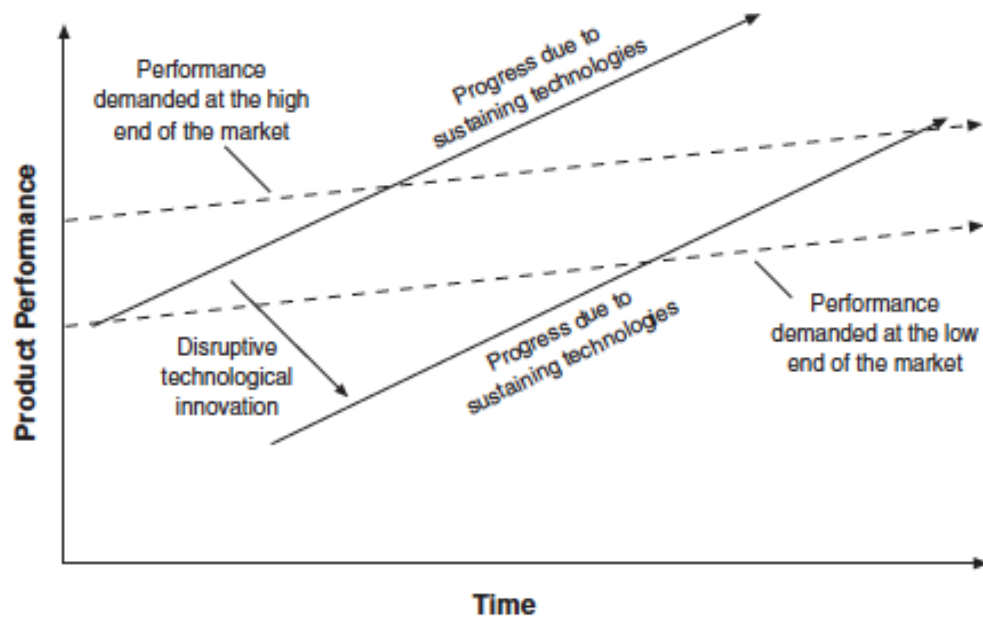 Performance
demanded at the high
end of the market
Progress due to
sustaining technologies
Product Performance
Disruptive
technological
innovation
Progress due to
sustaining technologies
Performance
demanded at the low
end of the market
Time